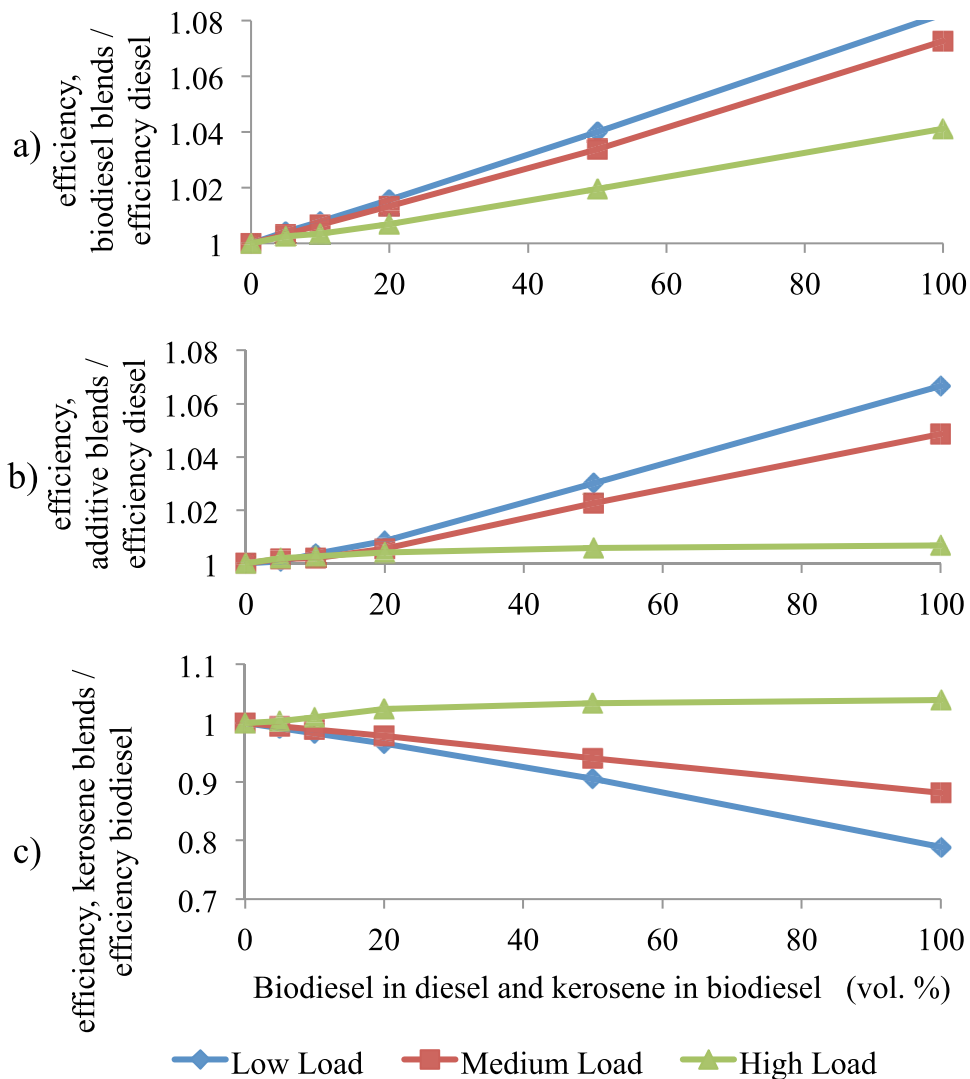 a)
efficiency,
biodiesel blends /
efficiency diesel
1.08
1.06
1.04
1.02
1
0 20 40 60 80 100
b)
efficiency,
additive blends /
efficiency diesel
1.08
1.06
1.04
1.02
1
0 20 40 60 80 100
c)
efficiency, kerosene blends /
efficiency biodiesel
1.1
1
0.9
0.8
0.7
0 20 40 60 80 100
Biodiesel in diesel and kerosene in biodiesel (vol. %)
Low Load Medium Load High Load